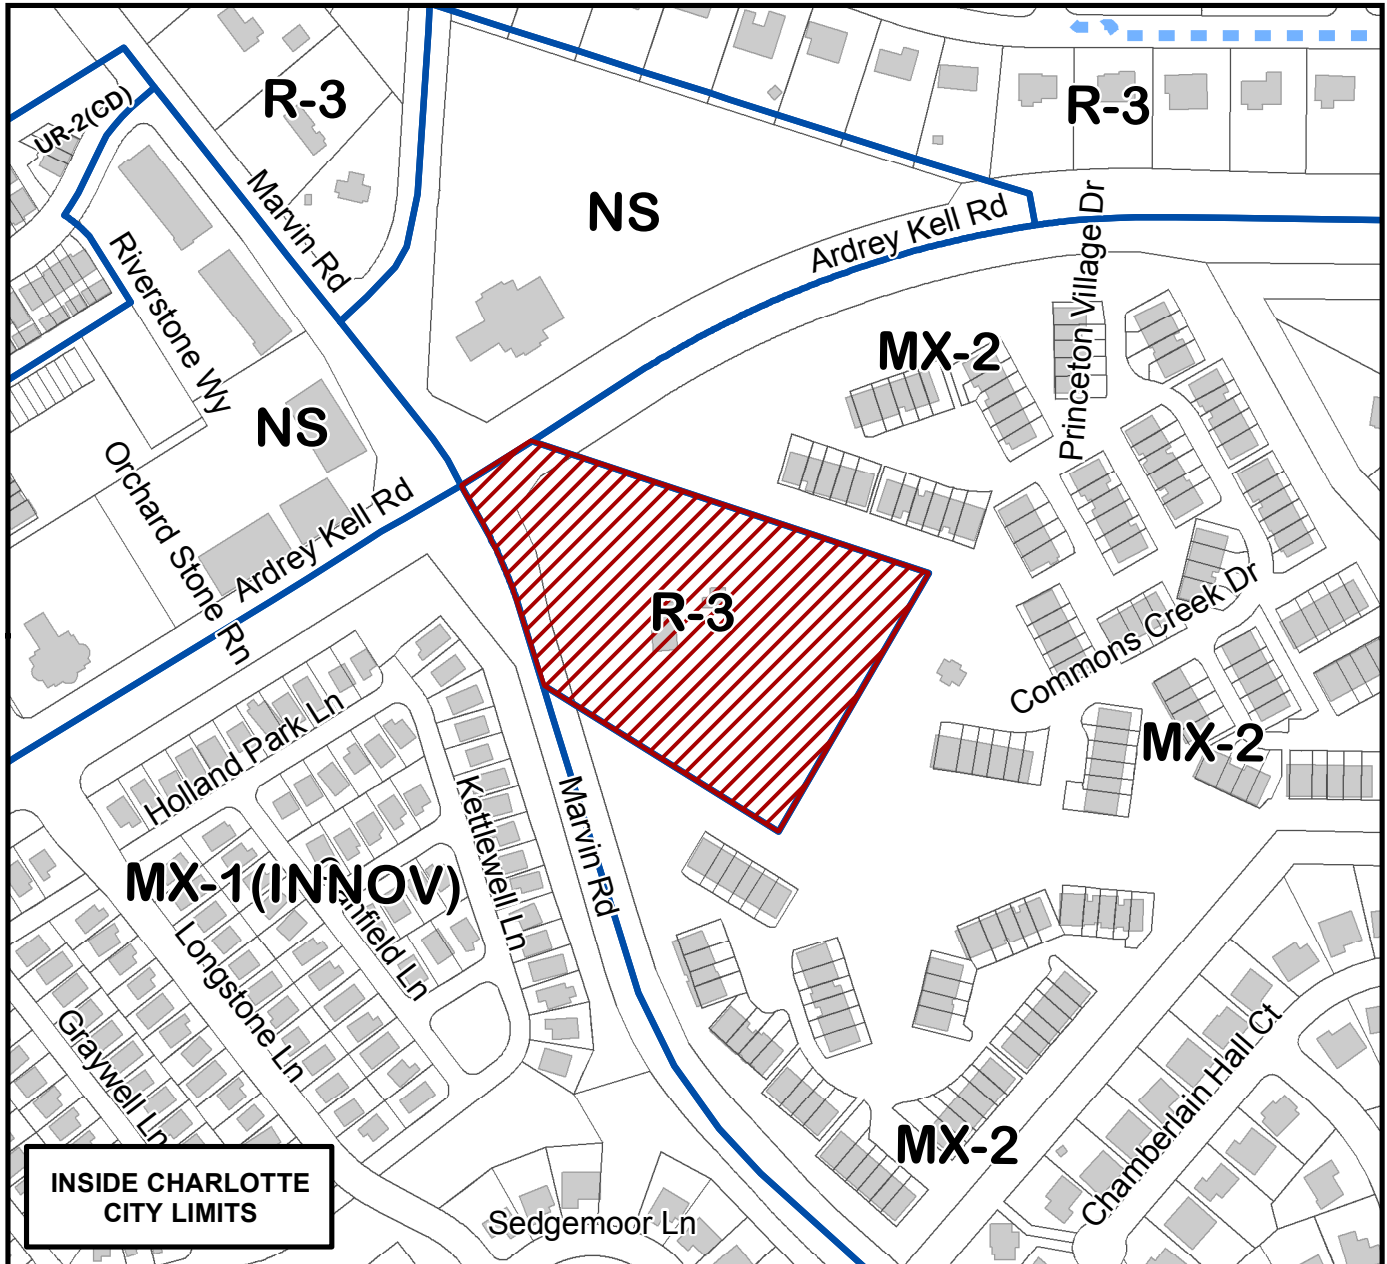 R-3
R-3
UR-2(CD)
Marvin Rd
NS
Ardrey Kell Rd
Princeton Village Dr
Riverstone Wy
MX-2
NS
Orchard Stone Rn
Ardrey Kell Rd
R-3
Commons Creek Dr
Holland Park Ln
MX-2
Kettlewell Ln
Marvin Rd
MX-1(INNOV)
nfield Ln
Longstone Ln
Graywell Ln
Chamberlain Hall Ct
MX-2
INSIDE CHARLOTTE
CITY LIMITS
Sedgemoor Ln